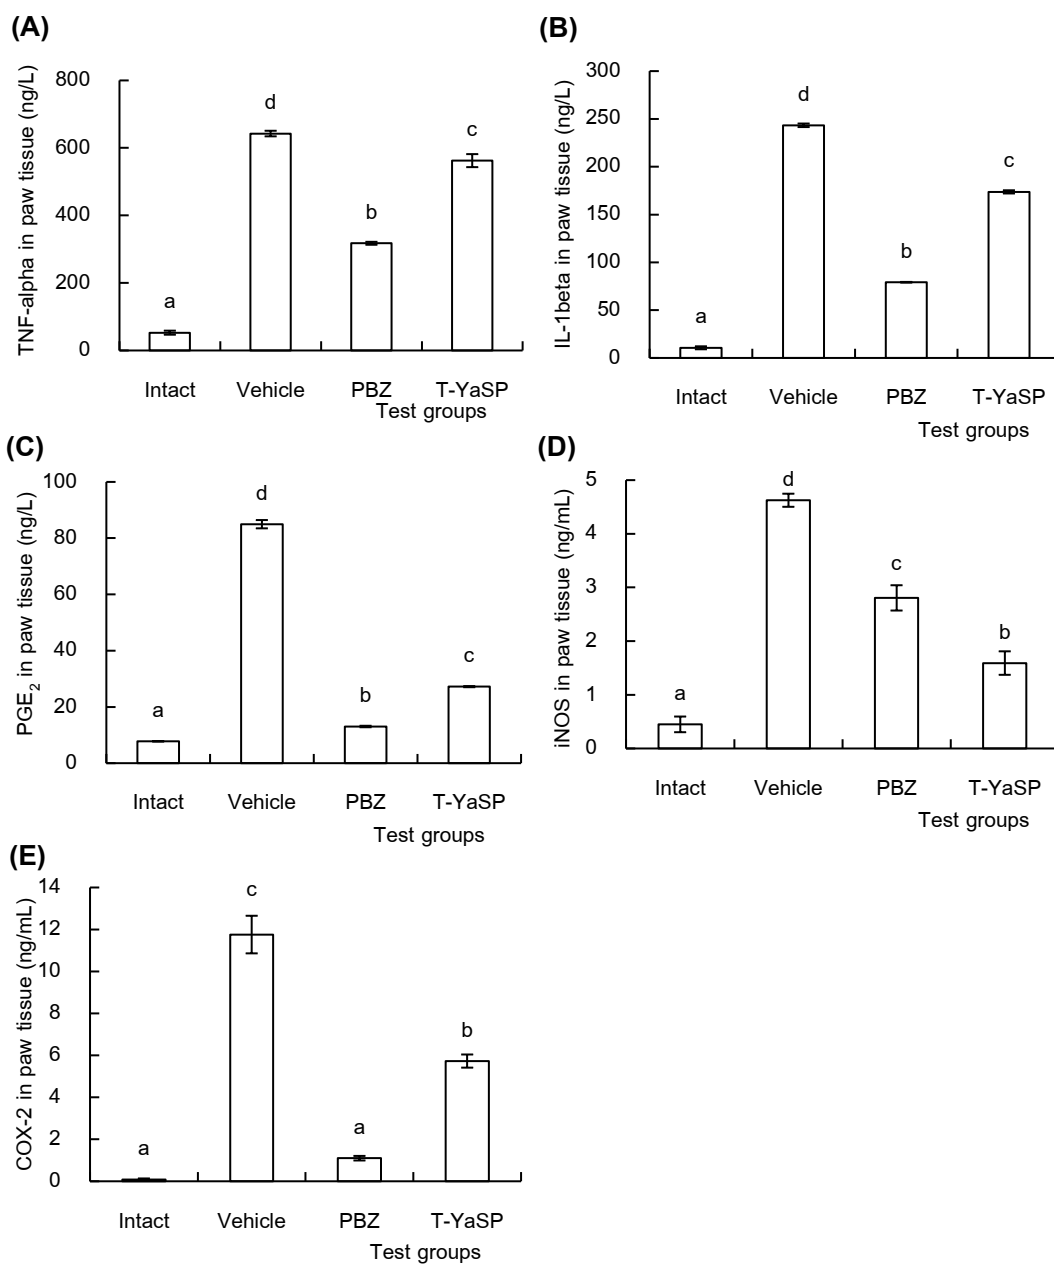 (A)
TNF-alpha in paw tissue (ng/L)
800
600
400
200
0
a
d
b
c
Intact Vehicle PBZ T-YaSP
Test groups
(B)
IL-1beta in paw tissue (ng/L)
300
250
200
150
100
50
0
a
d
b
c
Intact Vehicle PBZ T-YaSP
Test groups
(C)
PGE2 in paw tissue (ng/L)
100
80
60
40
20
0
a
d
b
c
Intact Vehicle PBZ T-YaSP
Test groups
(D)
iNOS in paw tissue (ng/mL)
5
4
3
2
1
0
a
d
c
b
Intact Vehicle PBZ T-YaSP
Test groups
(E)
COX-2 in paw tissue (ng/mL)
14
12
10
8
6
4
2
0
a
c
a
b
Intact Vehicle PBZ T-YaSP
Test groups